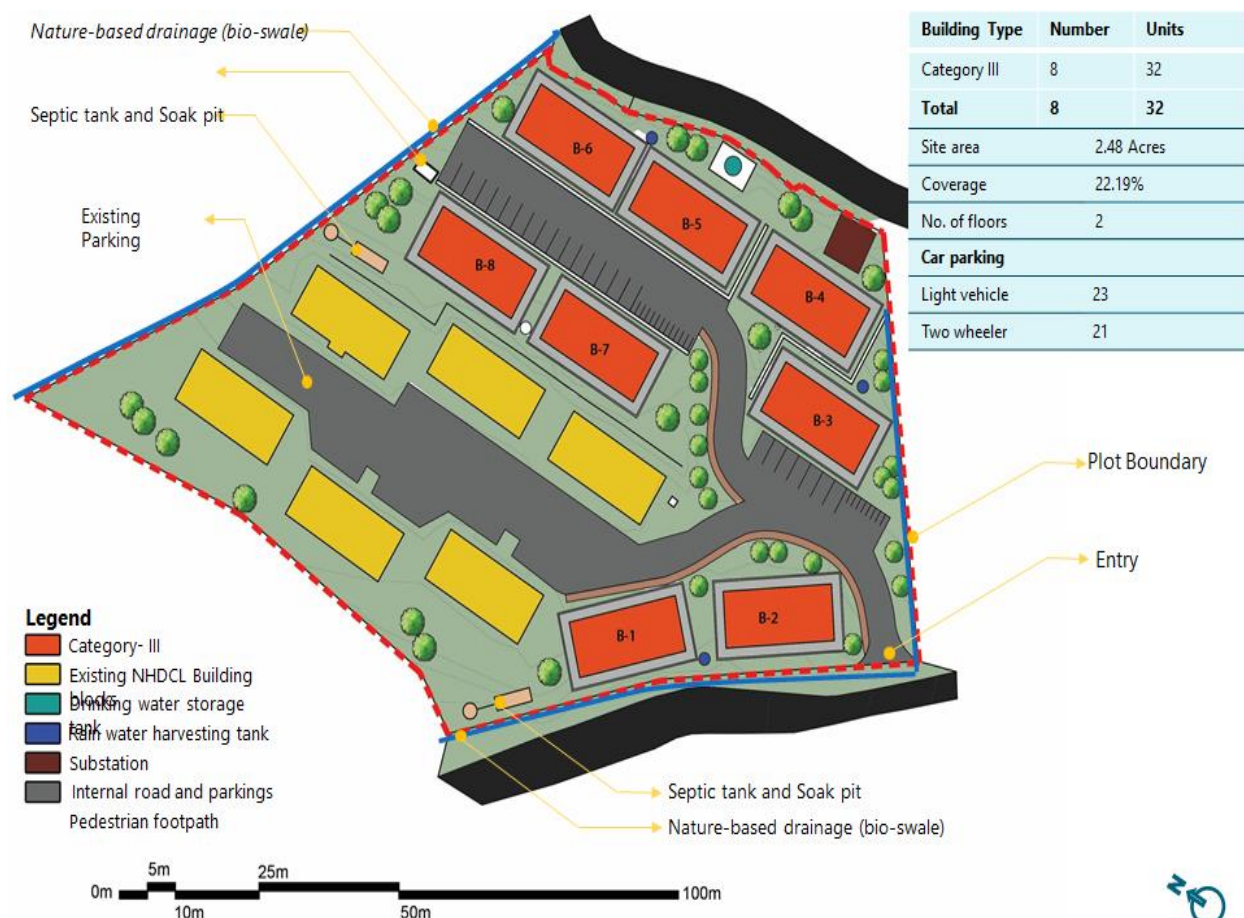 Nature-based drainage (bio-swale)
Septic tank and Soak pit
Existing
Parking
B-6
B-5
B-8
B-4
B-7
B-3
B-1
B-2
Building Type Number Units
Category III 8 32
Total 8 32
Site area 2.48 Acres
Coverage 22.19%
No. of floors 2
Car parking
Light vehicle 23
Two wheeler 21
Plot Boundary
Entry
Legend
Category- III
Existing NHDCL Building
blocks
Drinking water storage
tank
Rain water harvesting tank
Substation
Internal road and parkings
Pedestrian footpath
Septic tank and Soak pit
Nature-based drainage (bio-swale)
0m 5m 10m 25m 50m 100m
N